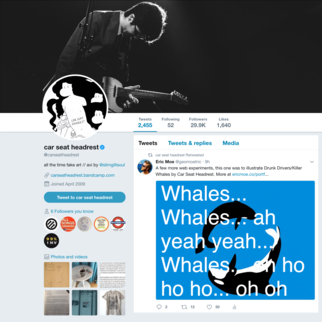 Tweets Following Followers Likes
2,455 52 28.9K 1,640
car seat headrest
@carseatheadrest
all the time fake art // art by
carseatheadrest.bandcamp.com
Joined April 2009
Tweet to car seat headrest
6 Followers you know
Photos and videos
Tweets Tweets & replies Media
car seat headrest Retweeted
Eric Moe
A few more web experiments, this one was to illustrate Drunk Drivers/Killer
Whales by Car Seat Headrest. More at
Whales...
Whales... ah
yeah yeah...
Whales... oh ho
ho ho... oh oh